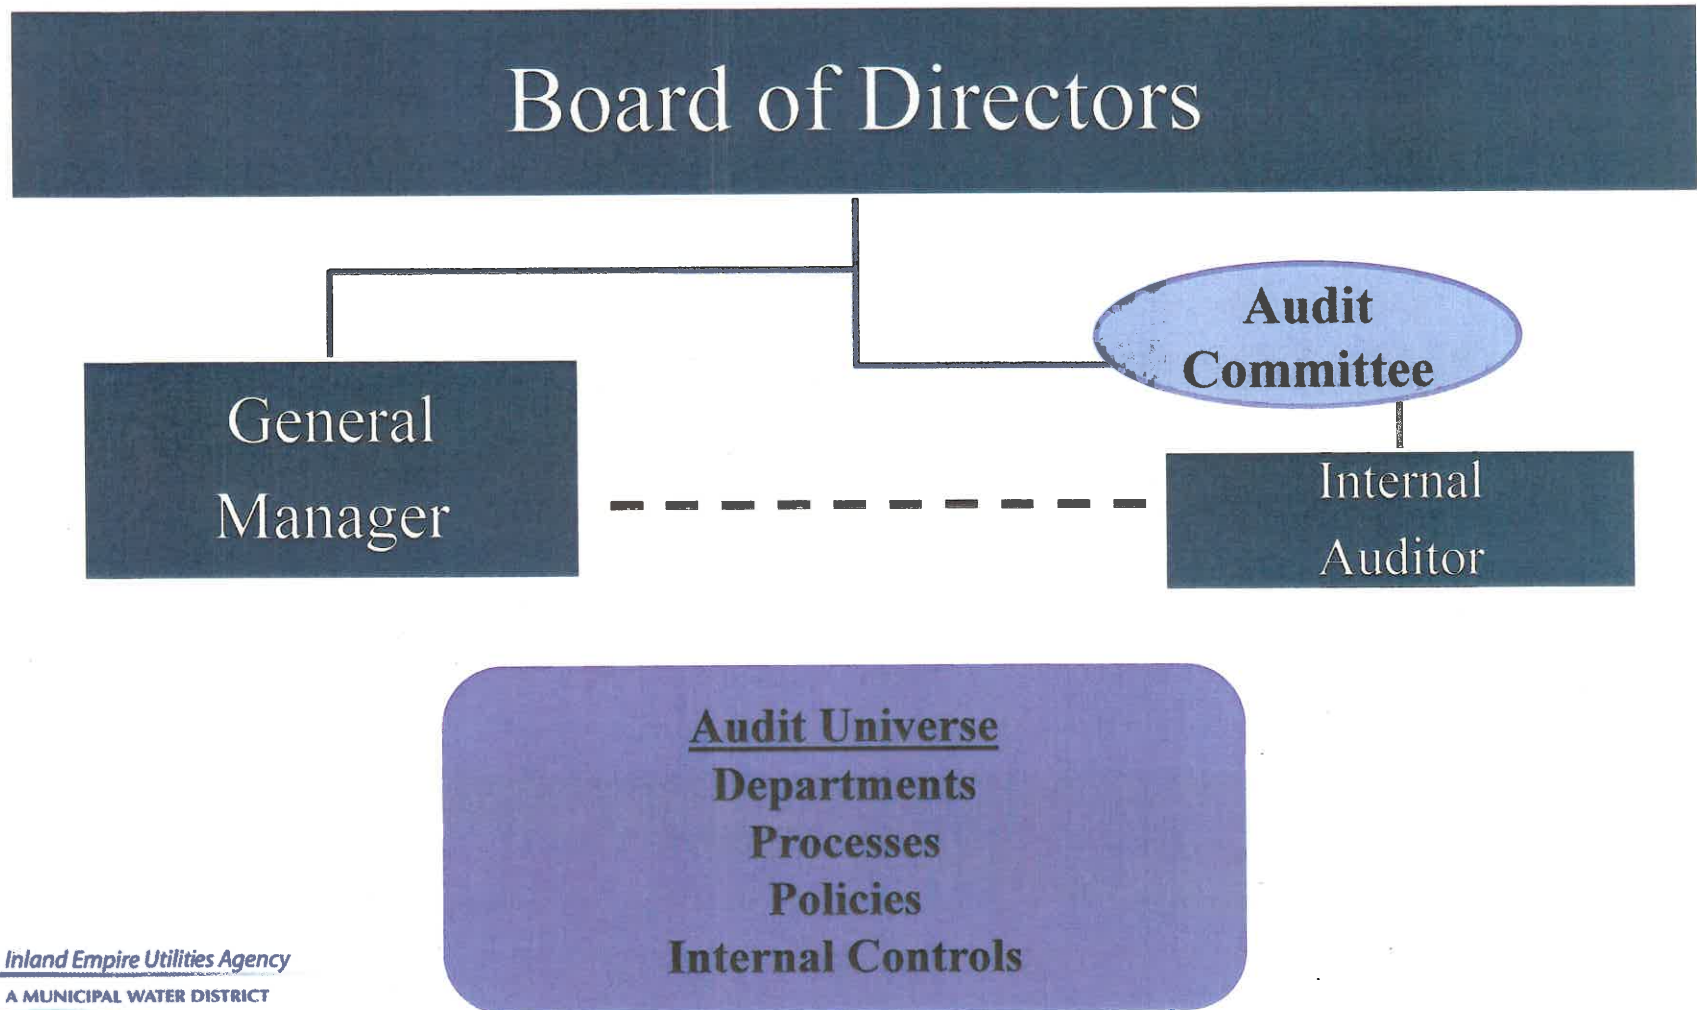 Board of Directors
Audit
Committee
General
Manager
Internal
Auditor
Audit Universe
Departments
Processes
Policies
Internal Controls
Inland Empire Utilities Agency
A MUNICIPAL WATER DISTRICT